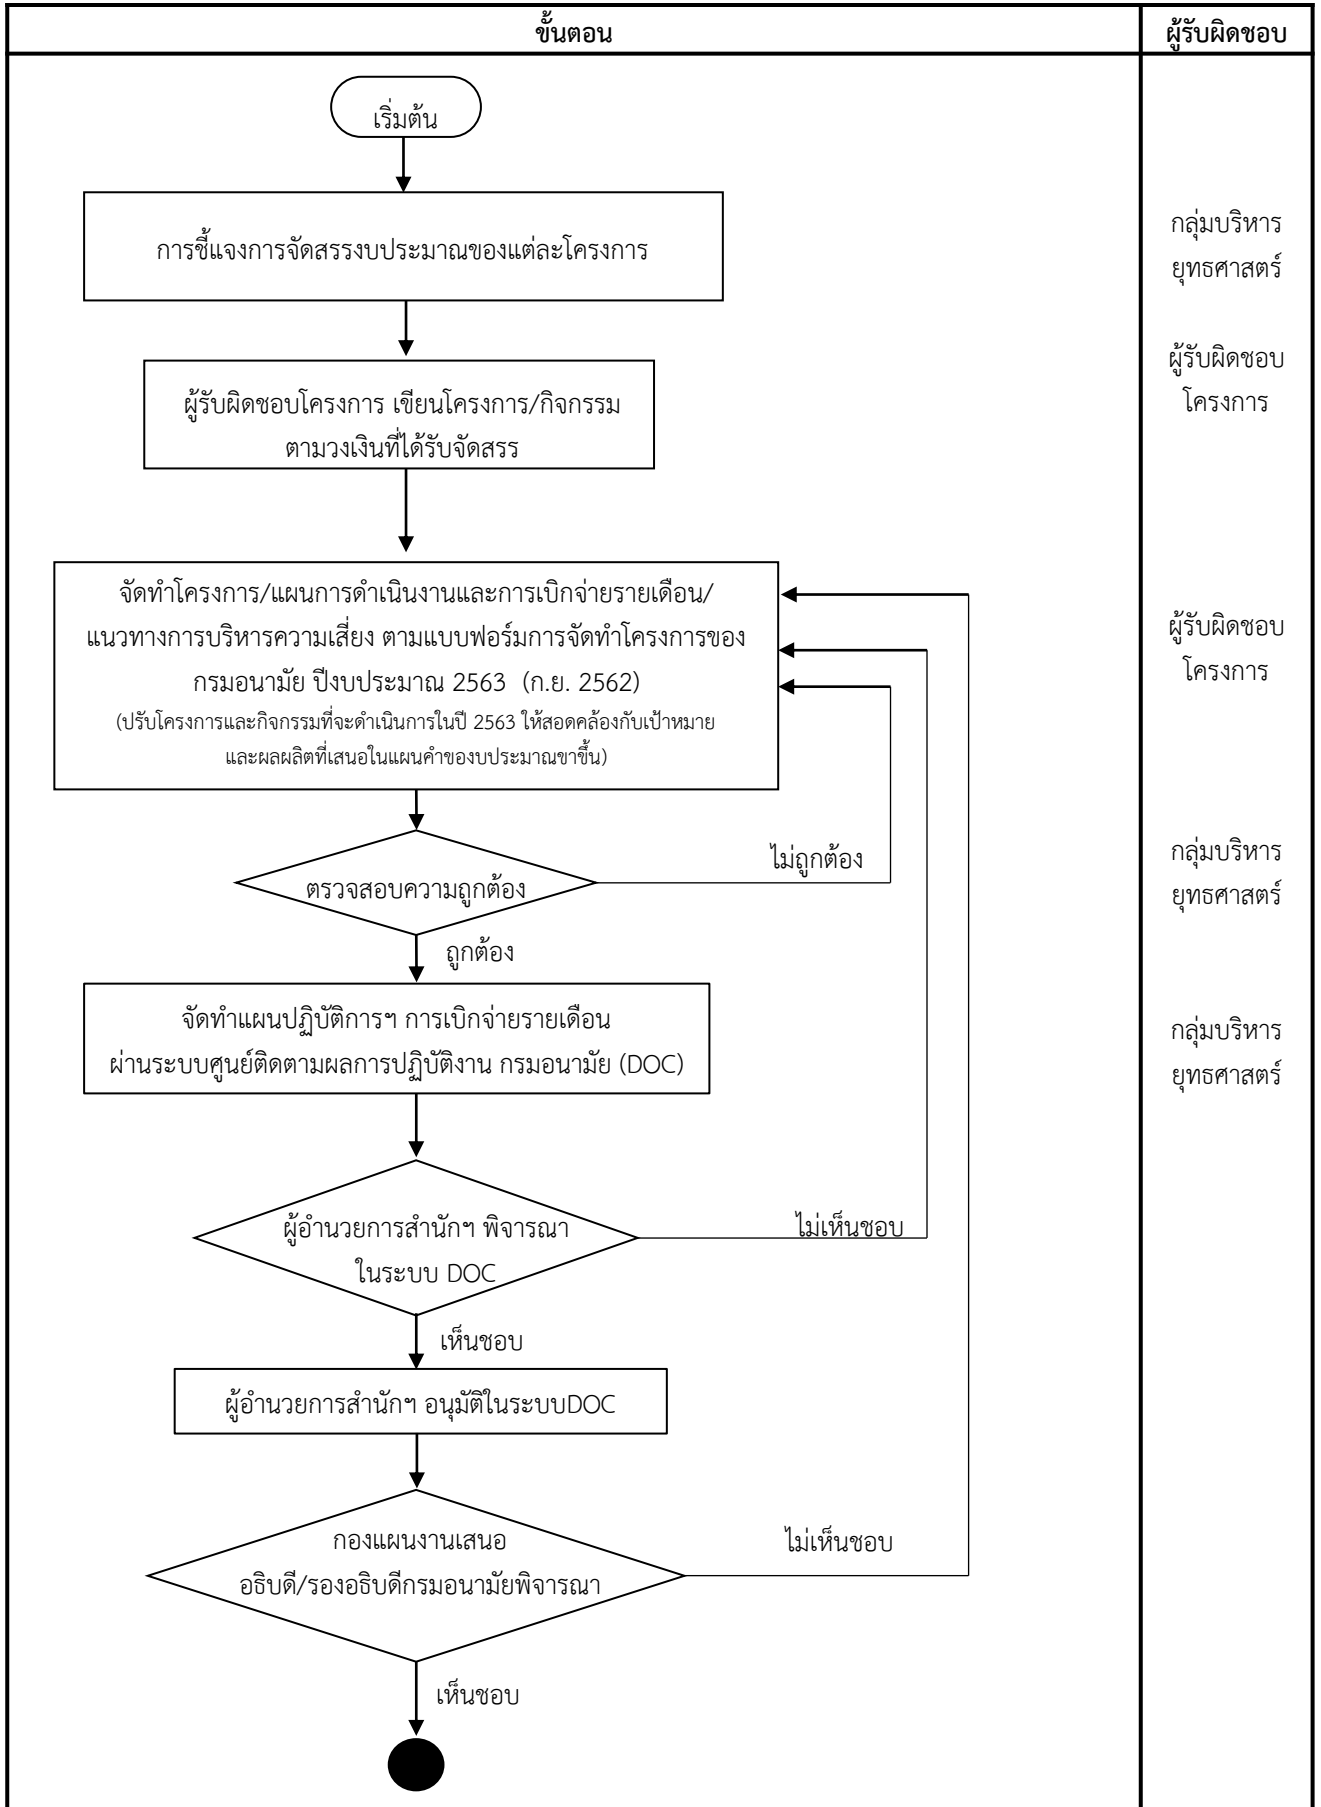 ขั้นตอน
ผู้รับผิดชอบ
เริ่มต้น
การชี้แจงการจัดสรรงบประมาณของแต่ละโครงการ
กลุ่มบริหาร
ยุทธศาสตร์
ผู้รับผิดชอบโครงการ เขียนโครงการ/กิจกรรม
ตามวงเงินที่ได้รับจัดสรร
ผู้รับผิดชอบ
โครงการ
จัดทำโครงการ/แผนการดำเนินงานและการเบิกจ่ายรายเดือน/
แนวทางการบริหารความเสี่ยง ตามแบบฟอร์มการจัดทำโครงการของ
กรมอนามัย ปีงบประมาณ 2563 (ก.ย. 2562)
(ปรับโครงการและกิจกรรมที่จะดำเนินการในปี 2563 ให้สอดคล้องกับเป้าหมาย
และผลผลิตที่เสนอในแผนคำของบประมาณขาขึ้น)
ผู้รับผิดชอบ
โครงการ
ตรวจสอบความถูกต้อง
ไม่ถูกต้อง
กลุ่มบริหาร
ยุทธศาสตร์
ถูกต้อง
จัดทำแผนปฏิบัติการฯ การเบิกจ่ายรายเดือน
ผ่านระบบศูนย์ติดตามผลการปฏิบัติงาน กรมอนามัย (DOC)
กลุ่มบริหาร
ยุทธศาสตร์
ผู้อำนวยการสำนักฯ พิจารณา
ในระบบ DOC
ไม่เห็นชอบ
เห็นชอบ
ผู้อำนวยการสำนักฯ อนุมัติในระบบDOC
กองแผนงานเสนอ
อธิบดี/รองอธิบดีกรมอนามัยพิจารณา
ไม่เห็นชอบ
เห็นชอบ